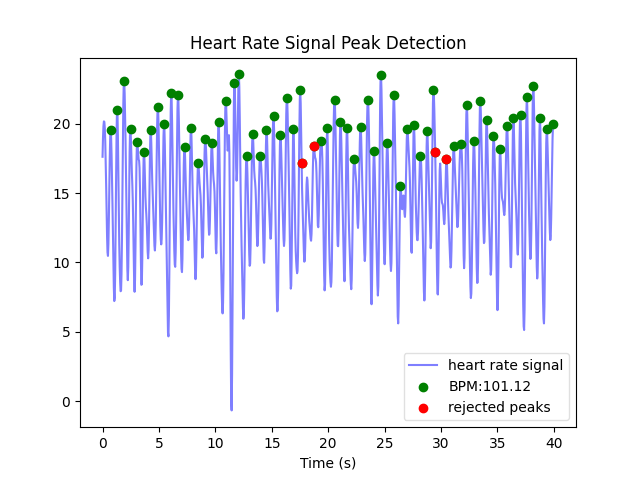 Heart Rate Signal Peak Detection
20
15
10
5
0
heart rate signal
BPM:101.12
rejected peaks
0 5 10 15 20 25 30 35 40
Time (s)